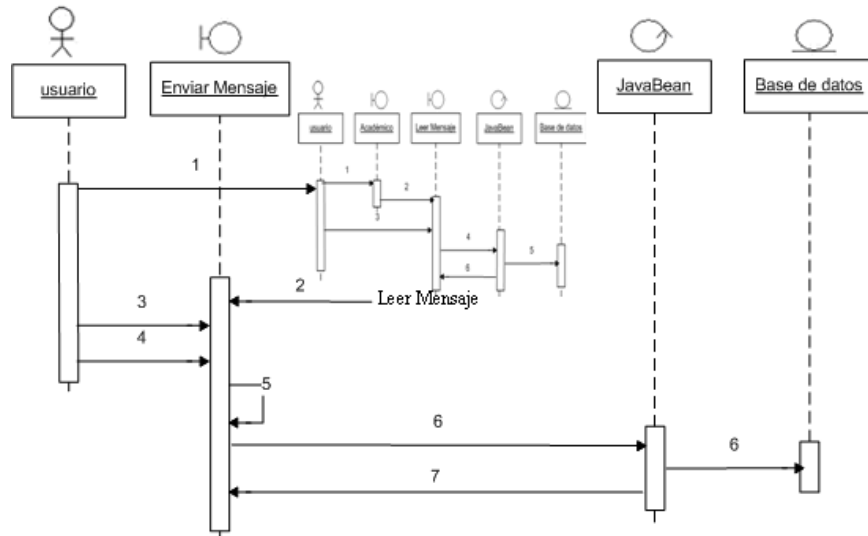 usuario
Enviar Mensaje
JavaBean
Base de datos
usuario
Académico
Leer Mensaje
JavaBean
Base de datos
1
1
2
3
4
5
6
2
Leer Mensaje
3
4
5
6
6
7